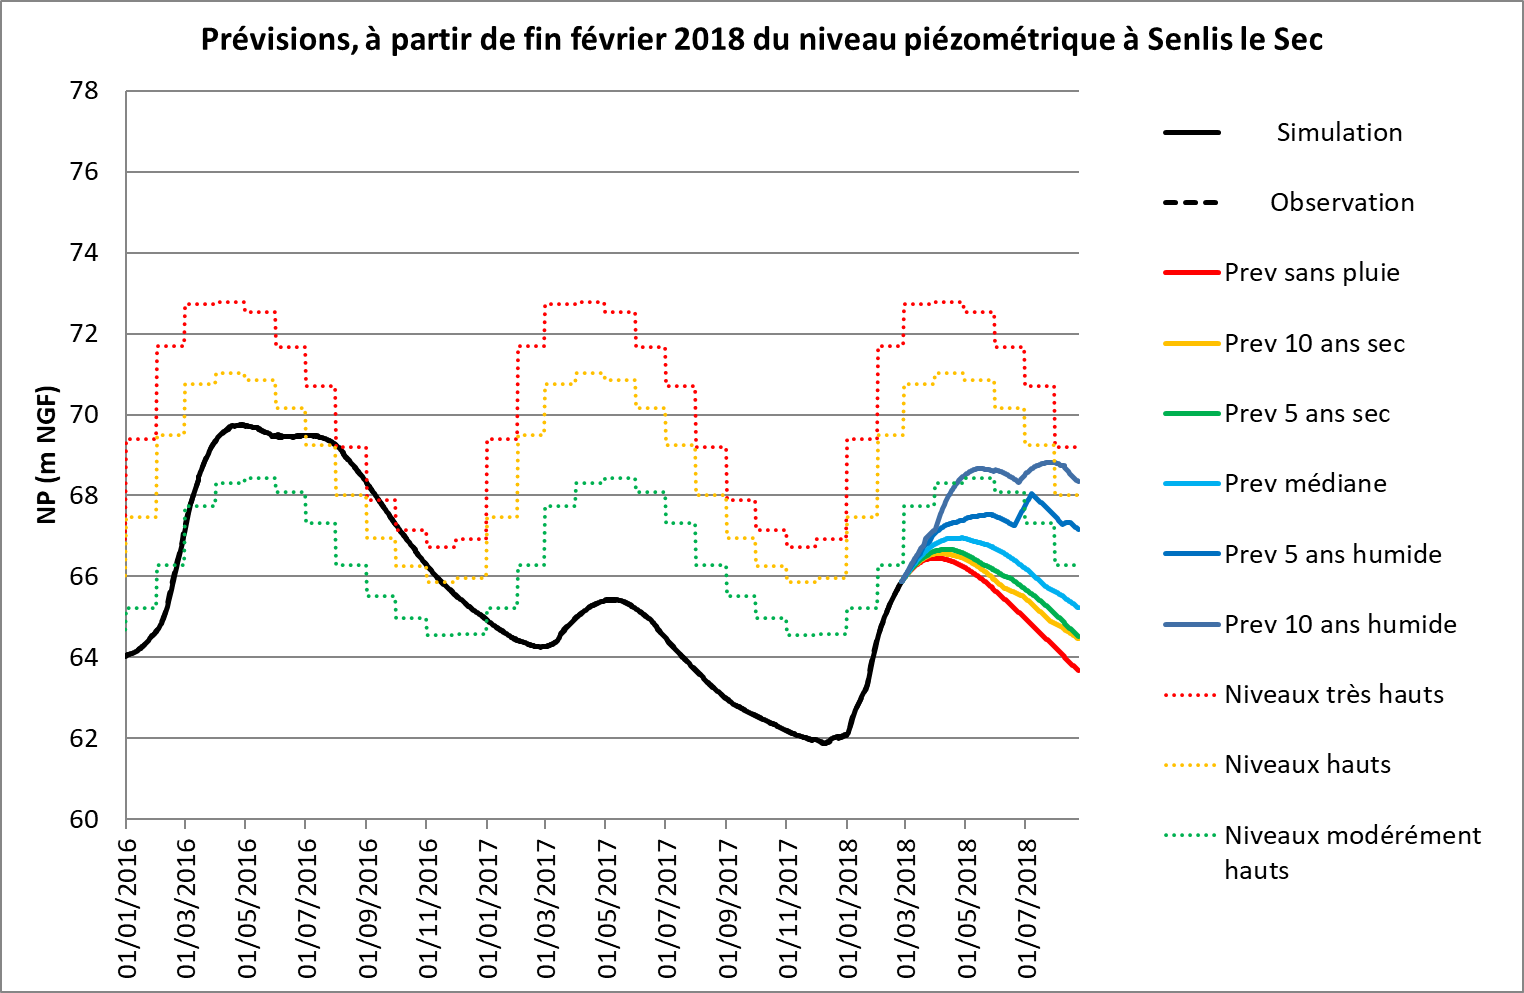 Prévisions, à partir de fin février 2018 du niveau piézométrique à Senlis le Sec
NP (m NGF)
78
76
74
72
70
68
66
64
62
60
01/01/2016
01/03/2016
01/05/2016
01/07/2016
01/09/2016
01/11/2016
01/01/2017
01/03/2017
01/05/2017
01/07/2017
01/09/2017
01/11/2017
01/01/2018
01/03/2018
01/05/2018
01/07/2018
Simulation
Observation
Prev sans pluie
Prev 10 ans sec
Prev 5 ans sec
Prev médiane
Prev 5 ans humide
Prev 10 ans humide
Niveaux très hauts
Niveaux hauts
Niveaux modérément
hauts